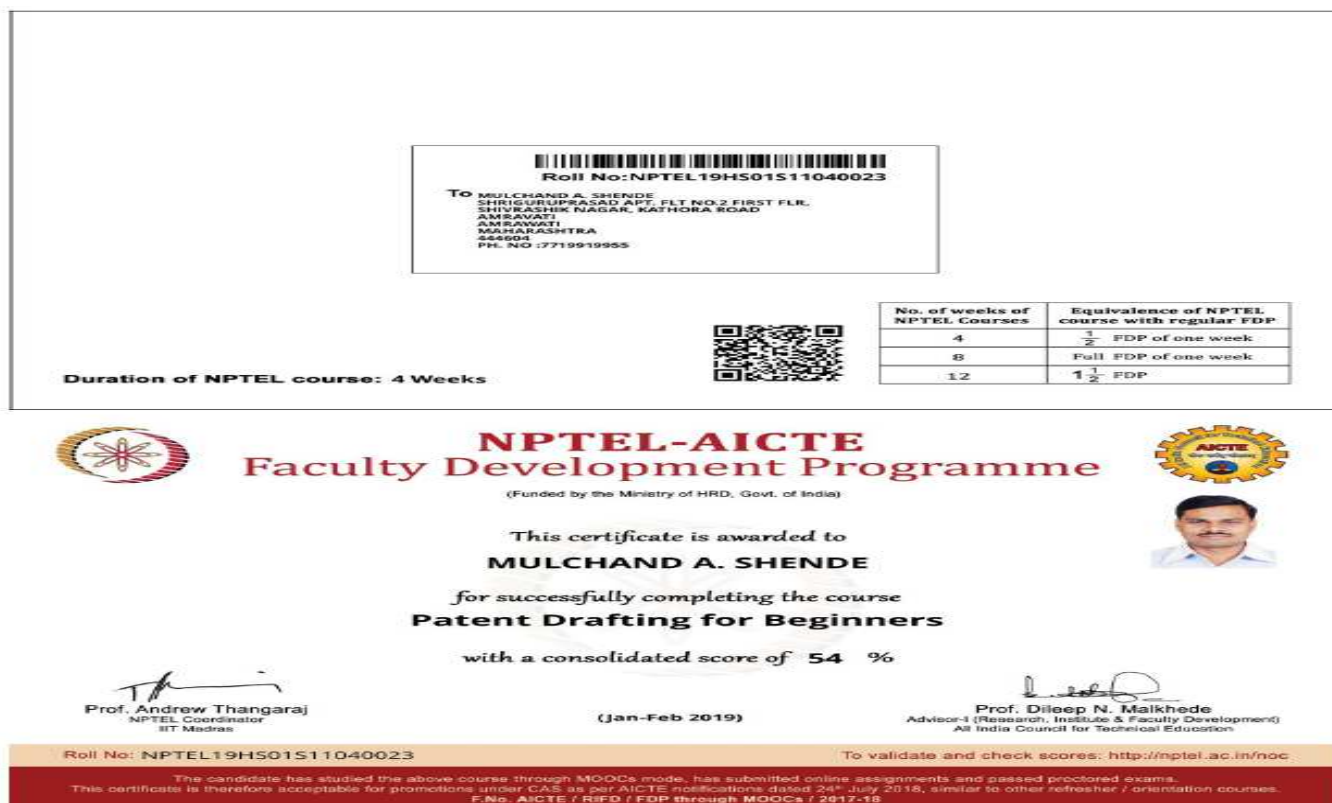 Roll No:NPTEL19HS01S11040023
To MULCHAND A. SHENDE
SHRIGURUPRASAD APT. FLT NO.2 FIRST FLR,
SHIVRASHIK NAGAR, KATHORA ROAD
AMRAVATI
AMRAWATI
MAHARASHTRA
444604
PH. NO :7719919955
No. of weeks of NPTEL Courses
Equivalence of NPTEL course with regular FDP
4 1/2 FDP of one week
8 Full FDP of one week
12 1 1/2 FDP
Duration of NPTEL course: 4 Weeks
NPTEL-AICTE
Faculty Development Programme
(Funded by the Ministry of HRD, Govt. of India)
AICTE
This certificate is awarded to
MULCHAND A. SHENDE
for successfully completing the course
Patent Drafting for Beginners
with a consolidated score of 54 %
Prof. Andrew Thangaraj
NPTEL Coordinator
IIT Madras
(Jan-Feb 2019)
Prof. Dileep N. Malkhede
Advisor-I (Research, Institute & Faculty Development)
All India Council for Technical Education
Roll No: NPTEL19HS01S11040023
To validate and check scores: http://nptel.ac.in/noc
The candidate has studied the above course through MOOCs mode, has submitted online assignments and passed proctored exams.
This certificate is therefore acceptable for promotions under CAS as per AICTE notifications dated 24th July 2018, similar to other refresher / orientation courses.
F.No. AICTE / RIFD / FDP through MOOCs / 2017-18